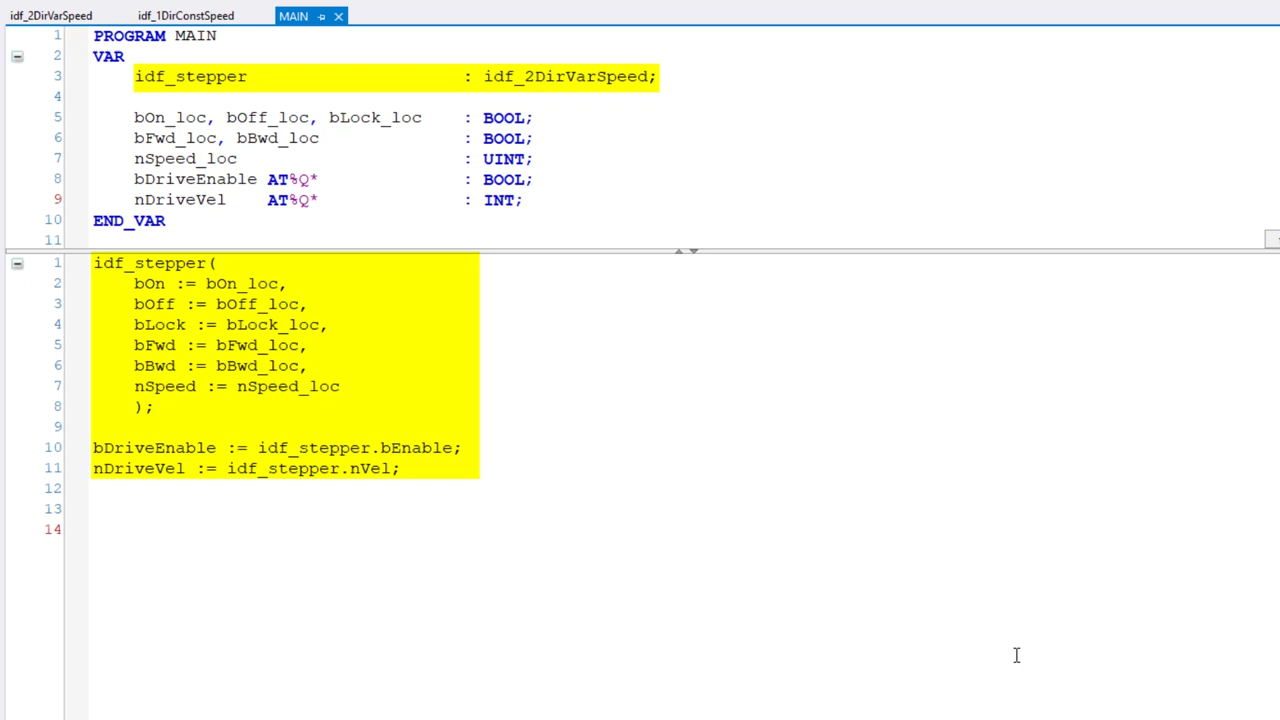 idf_2DirVarSpeed idf_1DirConstSpeed MAIN
1 PROGRAM MAIN
2 VAR
3 idf_stepper : idf_2DirVarSpeed;
4
5 bOn_loc, bOff_loc, bLock_loc : BOOL;
6 bFwd_loc, bBwd_loc : BOOL;
7 nSpeed_loc : UINT;
8 bDriveEnable AT%Q* : BOOL;
9 nDriveVel AT%Q* : INT;
10 END_VAR
11
1 idf_stepper(
2 bOn := bOn_loc,
3 bOff := bOff_loc,
4 bLock := bLock_loc,
5 bFwd := bFwd_loc,
6 bBwd := bBwd_loc,
7 nSpeed := nSpeed_loc
8 );
9
10 bDriveEnable := idf_stepper.bEnable;
11 nDriveVel := idf_stepper.nVel;
12
13
14